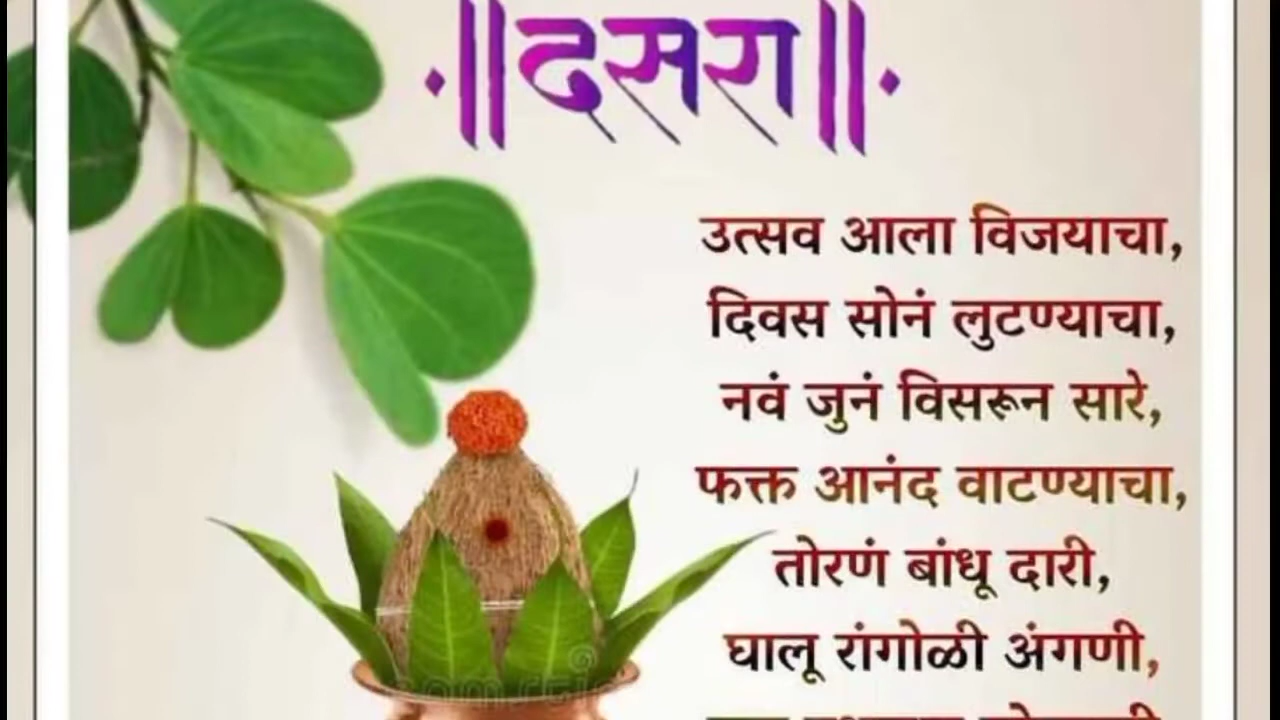 ॥दसरा॥
उत्सव आला विजयाचा,
दिवस सोनं लुटण्याचा,
नवं जुनं विसरून सारे,
फक्त आनंद वाटण्याचा,
तोरणं बांधू दारी,
घालू रांगोळी अंगणी,